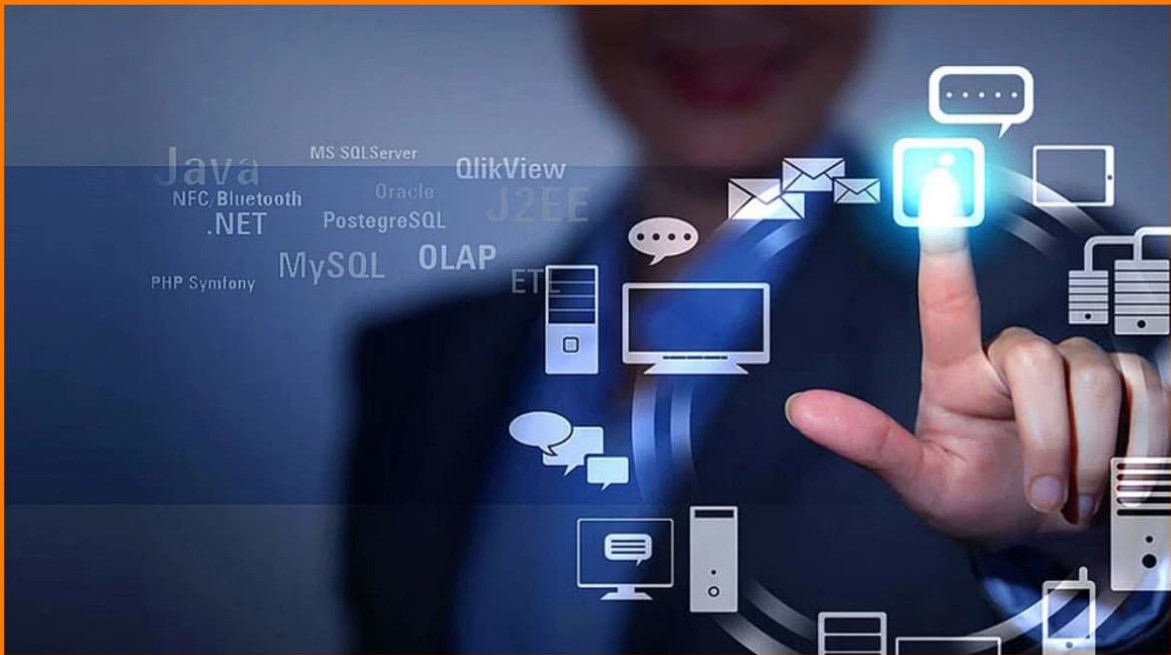 Java
MS SQLServer
QlikView
NFC/Bluetooth
Oracle
J2EE
.NET
PostegreSQL
MySQL
OLAP
PHP Symfony
ETL